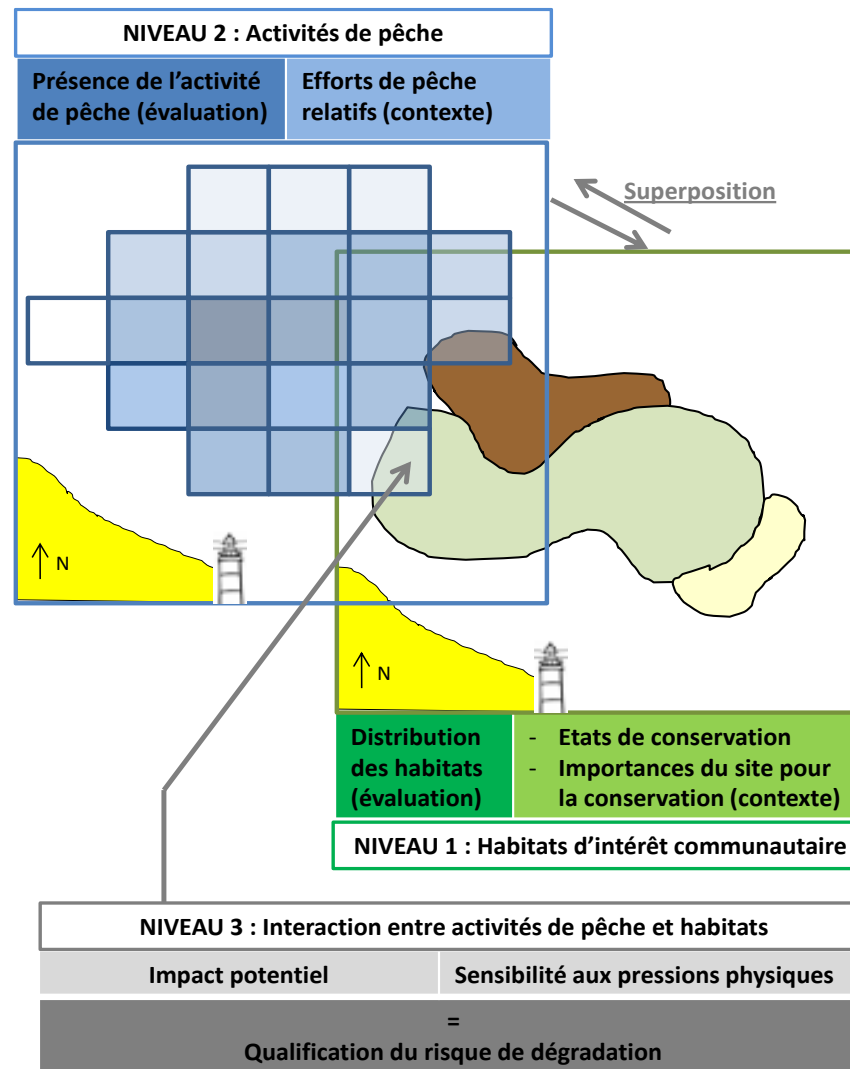 NIVEAU 2 : Activités de pêche
Présence de l’activité
de pêche (évaluation)
Efforts de pêche
relatifs (contexte)
Superposition
N
N
Distribution
des habitats
(évaluation)
- Etats de conservation
- Importances du site pour
la conservation (contexte)
NIVEAU 1 : Habitats d’intérêt communautaire
NIVEAU 3 : Interaction entre activités de pêche et habitats
Impact potentiel
Sensibilité aux pressions physiques
=
Qualification du risque de dégradation